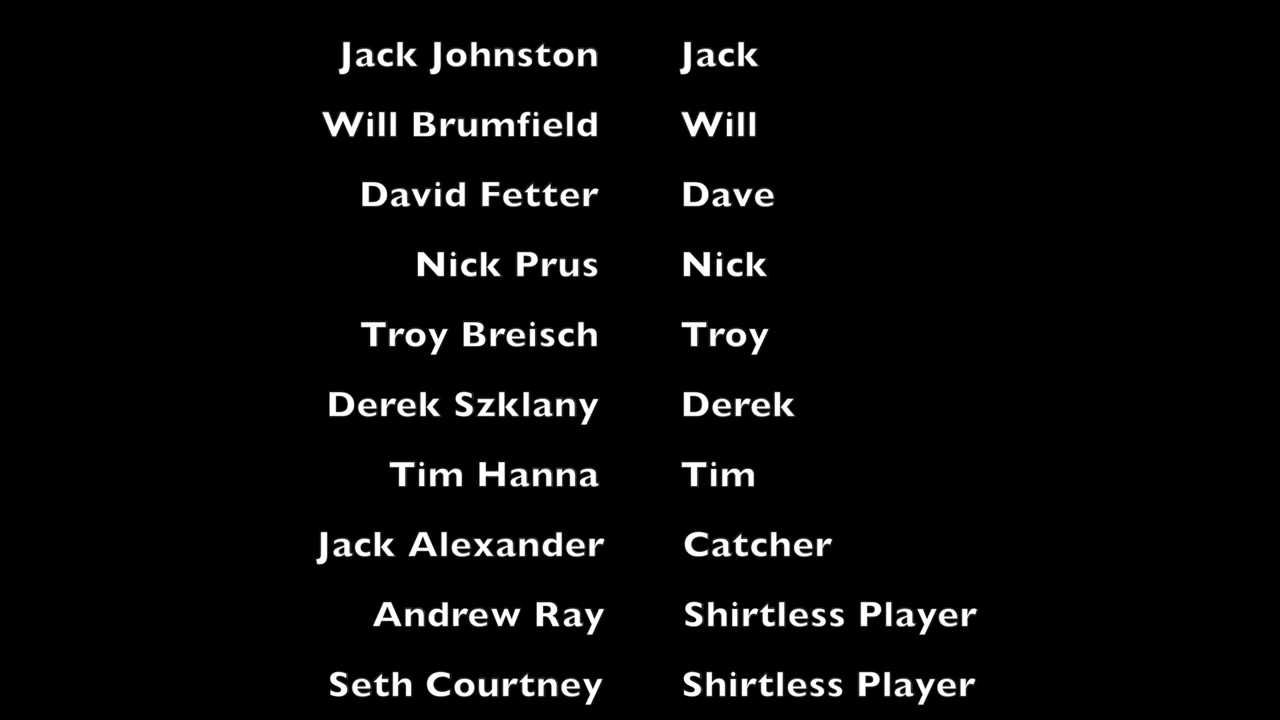 Jack Johnston Jack
Will Brumfield Will
David Fetter Dave
Nick Prus Nick
Troy Breisch Troy
Derek Szklany Derek
Tim Hanna Tim
Jack Alexander Catcher
Andrew Ray Shirtless Player
Seth Courtney Shirtless Player